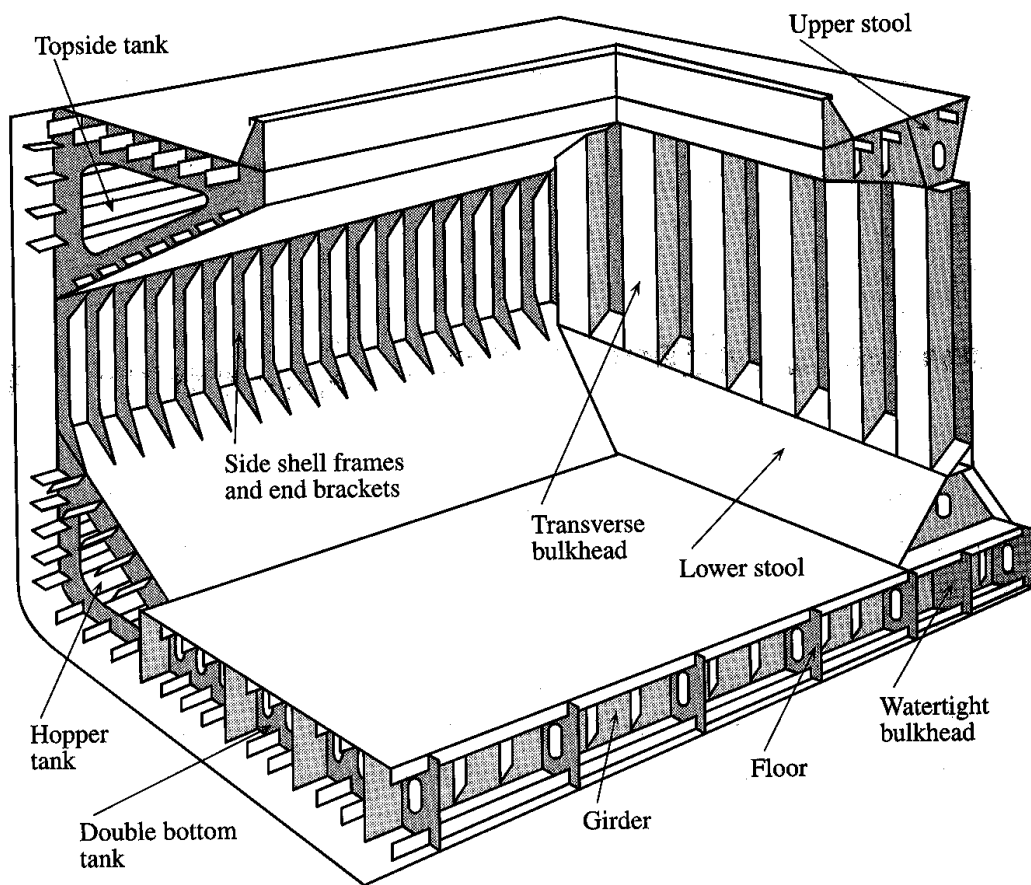 Topside tank
Upper stool
Side shell frames
and end brackets
Transverse
bulkhead
Lower stool
Hopper
tank
Double bottom
tank
Girder
Floor
Watertight
bulkhead